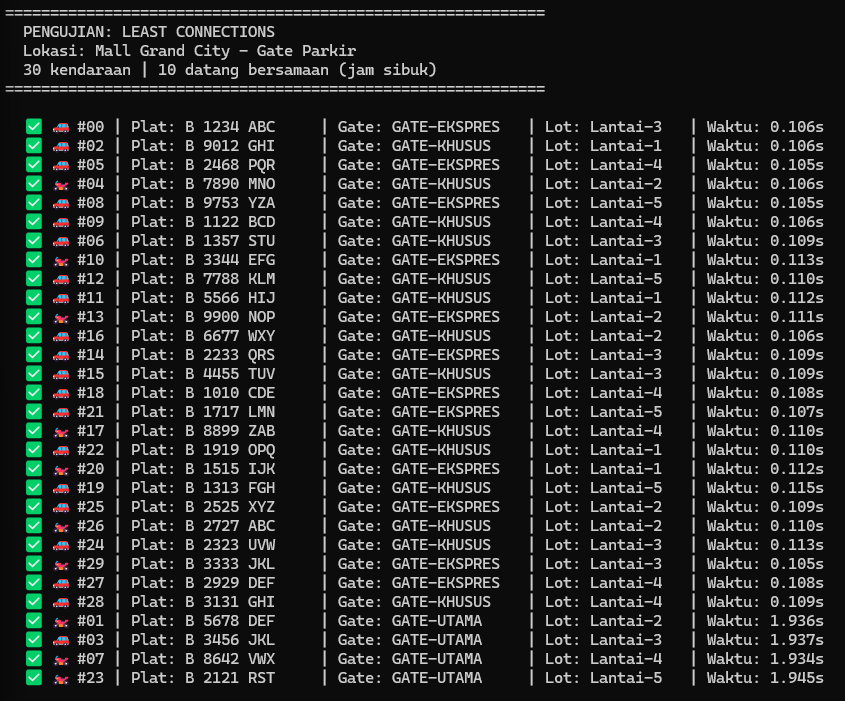 ============================================================
PENGUJIAN: LEAST CONNECTIONS
Lokasi: Mall Grand City - Gate Parkir
30 kendaraan | 10 datang bersamaan (jam sibuk)
============================================================
✅ 🚗 #00 | Plat: B 1234 ABC | Gate: GATE-EKSPRES | Lot: Lantai-3 | Waktu: 0.106s
✅ 🚗 #02 | Plat: B 9012 GHI | Gate: GATE-KHUSUS | Lot: Lantai-1 | Waktu: 0.106s
✅ 🚗 #05 | Plat: B 2468 PQR | Gate: GATE-EKSPRES | Lot: Lantai-4 | Waktu: 0.105s
✅ 🏍 #04 | Plat: B 7890 MNO | Gate: GATE-KHUSUS | Lot: Lantai-2 | Waktu: 0.106s
✅ 🚗 #08 | Plat: B 9753 YZA | Gate: GATE-EKSPRES | Lot: Lantai-5 | Waktu: 0.105s
✅ 🚗 #09 | Plat: B 1122 BCD | Gate: GATE-KHUSUS | Lot: Lantai-4 | Waktu: 0.106s
✅ 🚗 #06 | Plat: B 1357 STU | Gate: GATE-KHUSUS | Lot: Lantai-3 | Waktu: 0.109s
✅ 🏍 #10 | Plat: B 3344 EFG | Gate: GATE-EKSPRES | Lot: Lantai-1 | Waktu: 0.113s
✅ 🚗 #12 | Plat: B 7788 KLM | Gate: GATE-KHUSUS | Lot: Lantai-5 | Waktu: 0.110s
✅ 🚗 #11 | Plat: B 5566 HIJ | Gate: GATE-KHUSUS | Lot: Lantai-1 | Waktu: 0.112s
✅ 🏍 #13 | Plat: B 9900 NOP | Gate: GATE-EKSPRES | Lot: Lantai-2 | Waktu: 0.111s
✅ 🚗 #16 | Plat: B 6677 WXY | Gate: GATE-KHUSUS | Lot: Lantai-2 | Waktu: 0.106s
✅ 🚗 #14 | Plat: B 2233 QRS | Gate: GATE-EKSPRES | Lot: Lantai-3 | Waktu: 0.109s
✅ 🚗 #15 | Plat: B 4455 TUV | Gate: GATE-KHUSUS | Lot: Lantai-3 | Waktu: 0.109s
✅ 🚗 #18 | Plat: B 1010 CDE | Gate: GATE-EKSPRES | Lot: Lantai-4 | Waktu: 0.108s
✅ 🚗 #21 | Plat: B 1717 LMN | Gate: GATE-EKSPRES | Lot: Lantai-5 | Waktu: 0.107s
✅ 🏍 #17 | Plat: B 8899 ZAB | Gate: GATE-KHUSUS | Lot: Lantai-4 | Waktu: 0.110s
✅ 🚗 #22 | Plat: B 1919 OPQ | Gate: GATE-KHUSUS | Lot: Lantai-1 | Waktu: 0.110s
✅ 🏍 #20 | Plat: B 1515 IJK | Gate: GATE-EKSPRES | Lot: Lantai-1 | Waktu: 0.112s
✅ 🚗 #19 | Plat: B 1313 FGH | Gate: GATE-KHUSUS | Lot: Lantai-5 | Waktu: 0.115s
✅ 🚗 #25 | Plat: B 2525 XYZ | Gate: GATE-EKSPRES | Lot: Lantai-2 | Waktu: 0.109s
✅ 🏍 #26 | Plat: B 2727 ABC | Gate: GATE-KHUSUS | Lot: Lantai-2 | Waktu: 0.110s
✅ 🚗 #24 | Plat: B 2323 UVW | Gate: GATE-KHUSUS | Lot: Lantai-3 | Waktu: 0.113s
✅ 🏍 #29 | Plat: B 3333 JKL | Gate: GATE-EKSPRES | Lot: Lantai-3 | Waktu: 0.105s
✅ 🚗 #27 | Plat: B 2929 DEF | Gate: GATE-EKSPRES | Lot: Lantai-4 | Waktu: 0.108s
✅ 🚗 #28 | Plat: B 3131 GHI | Gate: GATE-KHUSUS | Lot: Lantai-4 | Waktu: 0.109s
✅ 🏍 #01 | Plat: B 5678 DEF | Gate: GATE-UTAMA | Lot: Lantai-2 | Waktu: 1.936s
✅ 🚗 #03 | Plat: B 3456 JKL | Gate: GATE-UTAMA | Lot: Lantai-3 | Waktu: 1.937s
✅ 🏍 #07 | Plat: B 8642 VWX | Gate: GATE-UTAMA | Lot: Lantai-4 | Waktu: 1.934s
✅ 🏍 #23 | Plat: B 2121 RST | Gate: GATE-UTAMA | Lot: Lantai-5 | Waktu: 1.945s